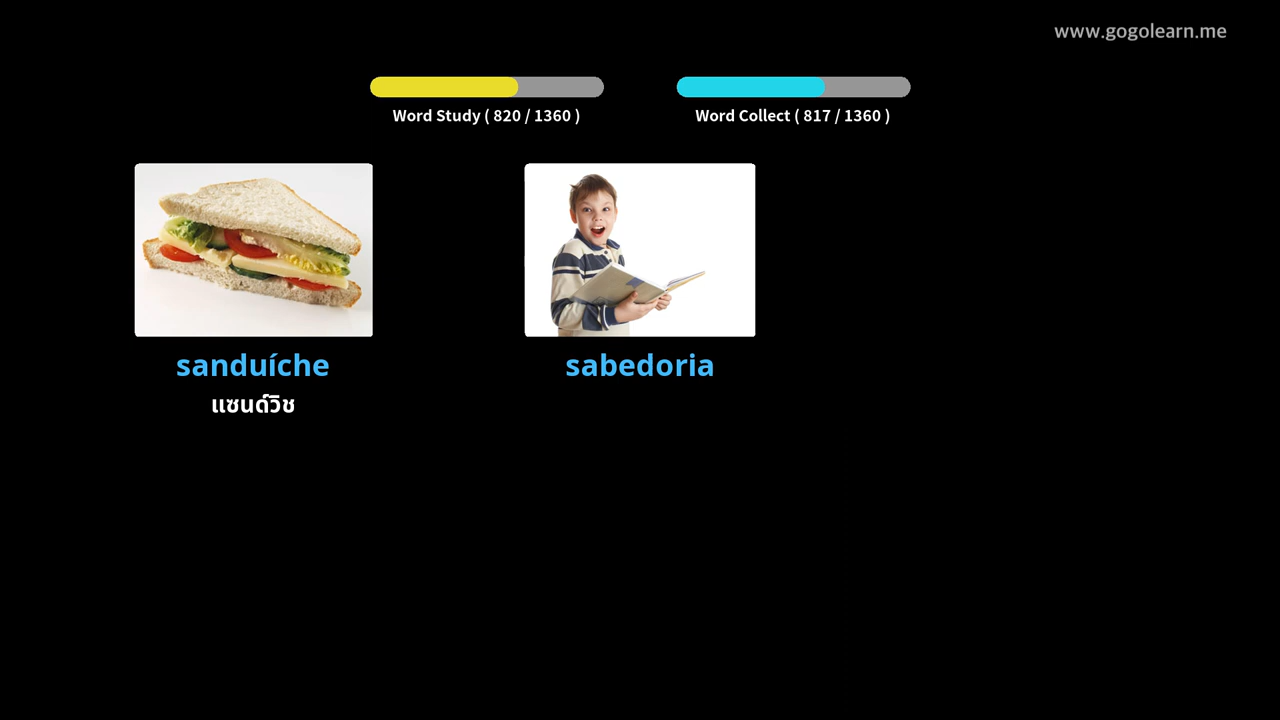 www.gogolearn.me
Word Study ( 820 / 1360 )
Word Collect ( 817 / 1360 )
sanduíche
แซนด์วิช
sabedoria